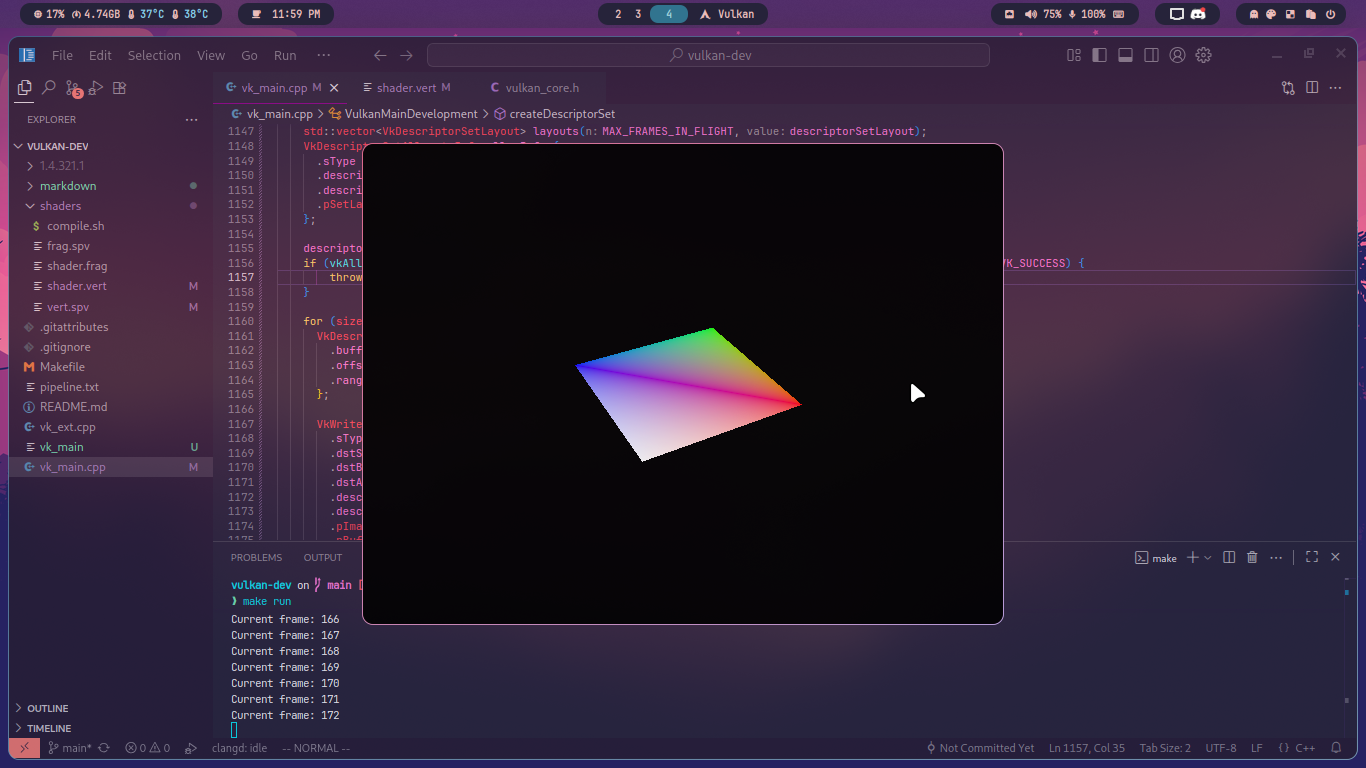 17% 4.74GB 37°C 38°C
11:59 PM
2 3 4 Vulkan
75% 100%
File Edit Selection View Go Run ···
vulkan-dev
EXPLORER ···
5
VULKAN-DEV
1.4.321.1
markdown
shaders
$ compile.sh
frag.spv
shader.frag
shader.vert M
vert.spv M
.gitattributes
.gitignore
Makefile
pipeline.txt
README.md
vk_ext.cpp
vk_main U
vk_main.cpp M
OUTLINE
TIMELINE
vk_main.cpp M
shader.vert M
C vulkan_core.h
vk_main.cpp > VulkanMainDevelopment > createDescriptorSet
1147 std::vector<VkDescriptorSetLayout> layouts(n: MAX_FRAMES_IN_FLIGHT, value: descriptorSetLayout);
1148
1149 .sType
1150 .descri
1151 .descri
1152 .pSetLa
1153 };
1154
1155 descripto
1156 if (vkAll VK_SUCCESS) {
1157 throw
1158 }
1159
1160 for (size
1161 VkDescr
1162 .buff
1163 .offs
1164 .rang
1165 };
1166
1167 VkWrite
1168 .sTyp
1169 .dstS
1170 .dstB
1171 .dstA
1172 .desc
1173 .desc
1174 .pIma
1175
PROBLEMS OUTPUT
make
vulkan-dev on main [
❯ make run
Current frame: 166
Current frame: 167
Current frame: 168
Current frame: 169
Current frame: 170
Current frame: 171
Current frame: 172
main* 0 0 clangd: idle -- NORMAL --
Not Committed Yet Ln 1157, Col 35 Tab Size: 2 UTF-8 LF {} C++